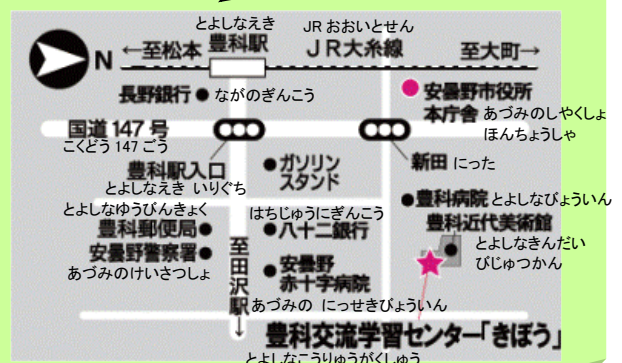 とよしなえき
JR おおいとせん
←至松本
豊科駅
JR大糸線
至大町→
N
長野銀行
ながのぎんこう
安曇野市役所
本庁舎
あづみのしやくしょ
ほんちょうしゃ
国道147号
こくどう 147 ごう
豊科駅入口
とよしなえき いりぐち
ガソリン
スタンド
新田
にった
とよしなゆうびんきょく
豊科郵便局
はちじゅうにぎんこう
八十二銀行
豊科病院
とよしなびょういん
豊科近代美術館
とよしなきんだい
びじゅつかん
安曇野警察署
あづみのけいさつしょ
至田沢駅→
安曇野
赤十字病院
あづみの にっせきびょういん
豊科交流学習センター「きぼう」
とよしなこうりゅうがくしゅう